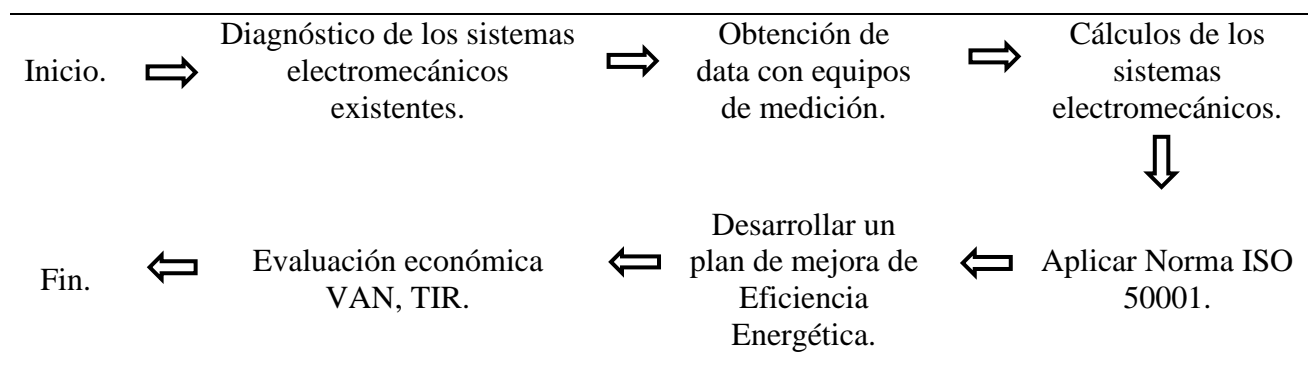 Inicio.
Diagnóstico de los sistemas
electromecánicos
existentes.
Obtención de
data con equipos
de medición.
Cálculos de los
sistemas
electromecánicos.
Aplicar Norma ISO
50001.
Desarrollar un
plan de mejora de
Eficiencia
Energética.
Evaluación económica
VAN, TIR.
Fin.